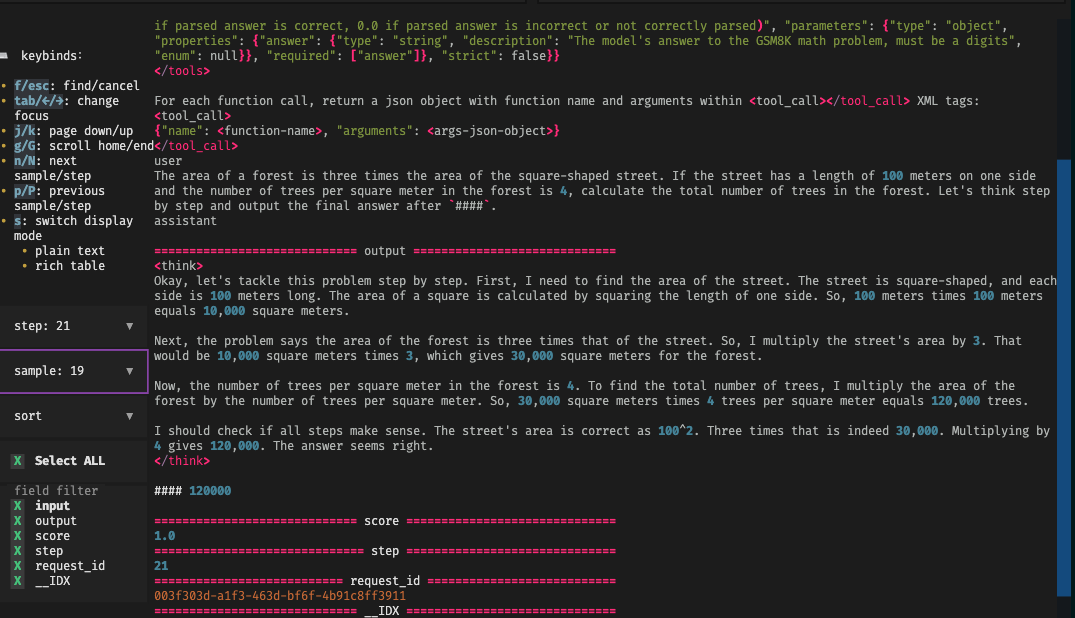 keybinds:
f/esc: find/cancel
tab/←/→: change
focus
j/k: page down/up
g/G: scroll home/end
n/N: next
sample/step
p/P: previous
sample/step
s: switch display
mode
plain text
rich table
step: 21 ▼
sample: 19 ▼
sort ▼
X Select ALL
field filter
X input
X output
X score
X step
X request_id
X __IDX
if parsed answer is correct, 0.0 if parsed answer is incorrect or not correctly parsed)", "parameters": {"type": "object",
"properties": {"answer": {"type": "string", "description": "The model's answer to the GSM8K math problem, must be a digits",
"enum": null}}, "required": ["answer"]}, "strict": false}}
</tools>
For each function call, return a json object with function name and arguments within <tool_call></tool_call> XML tags:
<tool_call>
{"name": <function-name>, "arguments": <args-json-object>}
</tool_call>
user
The area of a forest is three times the area of the square-shaped street. If the street has a length of 100 meters on one side
and the number of trees per square meter in the forest is 4, calculate the total number of trees in the forest. Let's think step
by step and output the final answer after `####`.
assistant
============================= output =============================
<think>
Okay, let's tackle this problem step by step. First, I need to find the area of the street. The street is square-shaped, and each
side is 100 meters long. The area of a square is calculated by squaring the length of one side. So, 100 meters times 100 meters
equals 10,000 square meters.
Next, the problem says the area of the forest is three times that of the street. So, I multiply the street's area by 3. That
would be 10,000 square meters times 3, which gives 30,000 square meters for the forest.
Now, the number of trees per square meter in the forest is 4. To find the total number of trees, I multiply the area of the
forest by the number of trees per square meter. So, 30,000 square meters times 4 trees per square meter equals 120,000 trees.
I should check if all steps make sense. The street's area is correct as 100^2. Three times that is indeed 30,000. Multiplying by
4 gives 120,000. The answer seems right.
</think>
#### 120000
============================= score ==============================
1.0
============================== step ==============================
21
=========================== request_id ===========================
003f303d-a1f3-463d-bf6f-4b91c8ff3911
============================= __IDX ==============================